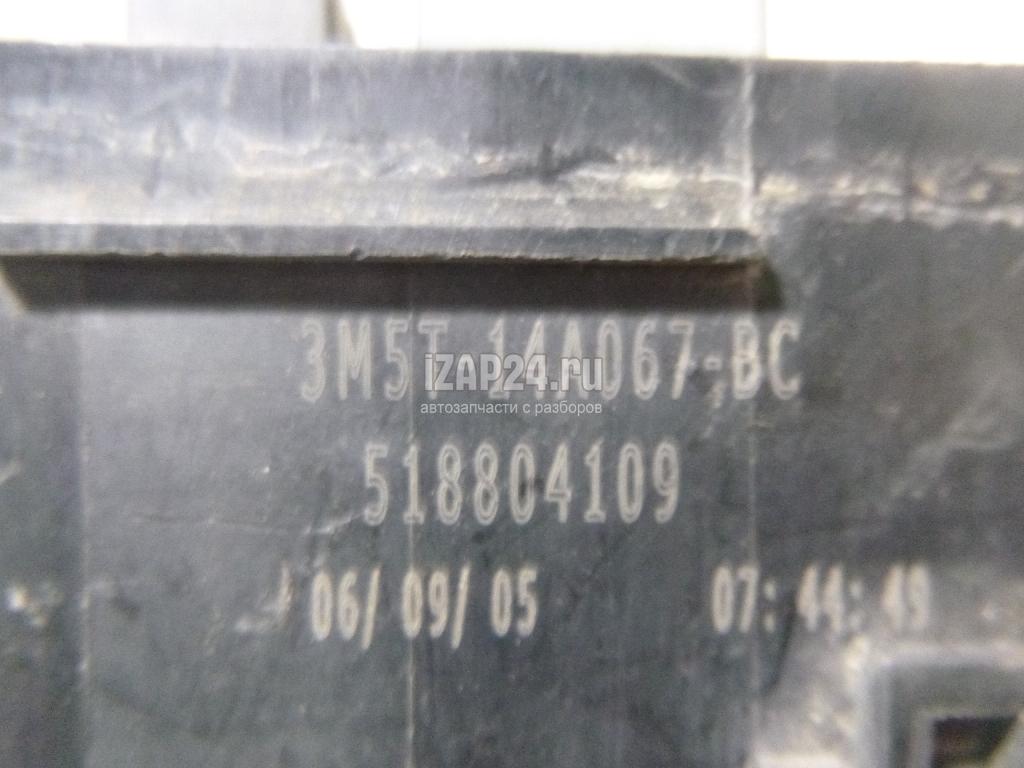 3M5T-14A067-BC
iZAP24.ru
автозапчасти с разборов
518804109
06/ 09/ 05 07: 44: 49